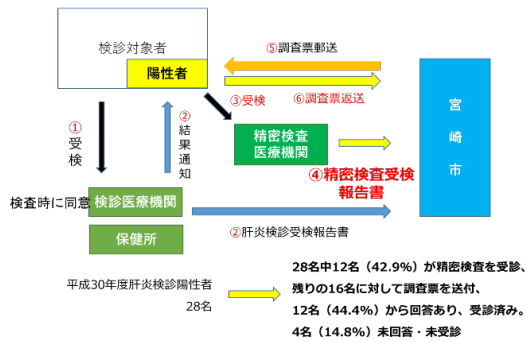 検診対象者
陽性者
⑤調査票郵送
⑥調査票返送
③受検
①
受
検
②
結
果
通
知
精密検査
医療機関
宮
崎
市
④精密検査受検
報告書
検査時に同意
検診医療機関
保健所
②肝炎検診受検報告書
平成30年度肝炎検診陽性者
28名
28名中12名（42.9%）が精密検査を受診、
残りの16名に対して調査票を送付、
12名（44.4%）から回答あり、受診済み。
4名（14.8%）未回答・未受診